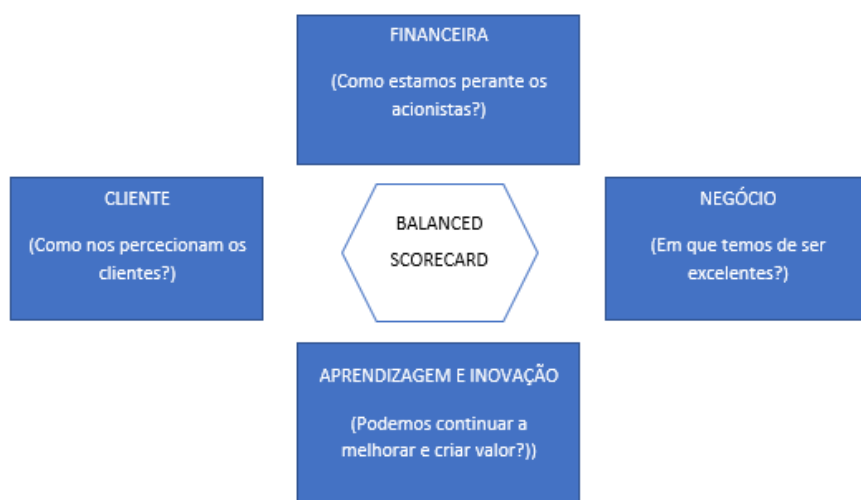 FINANCEIRA
(Como estamos perante os
acionistas?)
CLIENTE
(Como nos percecionam os
clientes?)
BALANCED
SCORECARD
NEGÓCIO
(Em que temos de ser
excelentes?)
APRENDIZAGEM E INOVAÇÃO
(Podemos continuar a
melhorar e criar valor?))